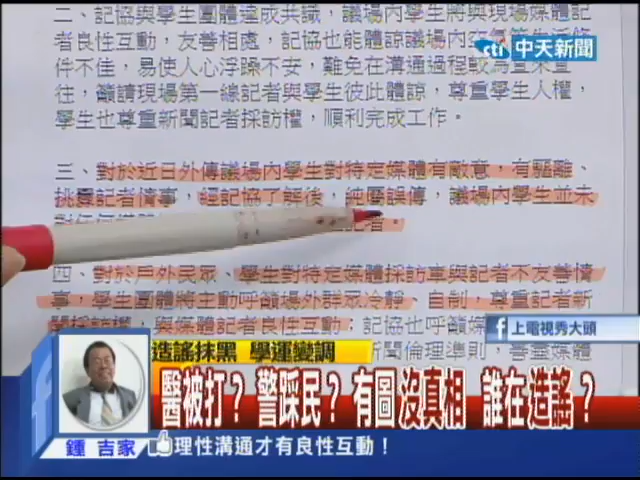 二、記協與學生團體達成共識，議場內學生將與現場媒體記
者良性互動，友善相處，記協也能體諒議場內
件不佳，易使人心浮躁不安，難免在溝通過程較為直來直
往，籲請現場第一線記者與學生彼此體諒，尊重學生人權，
學生也尊重新聞記者採訪權，順利完成工作。
三、對於近日外傳議場內學生對特定媒體有敵意，有驅離、
挑釁記者情事，經記協了解後，純屬誤傳，議場內學生並未
記者。
四、對於戶外民眾、學生對特定媒體採訪車與記者不友善情
事，學生團體將主動呼籲場外群眾冷靜、自制，尊重記者新
聞採訪權，與媒體記者良性互動；記協也呼籲媒
聞倫理準則，善盡媒體
cti 中天新聞
f 上電視秀大頭
造謠抹黑 學運變調
醫被打？ 警踩民？ 有圖沒真相 誰在造謠？
鍾 吉家
理性溝通才有良性互動！